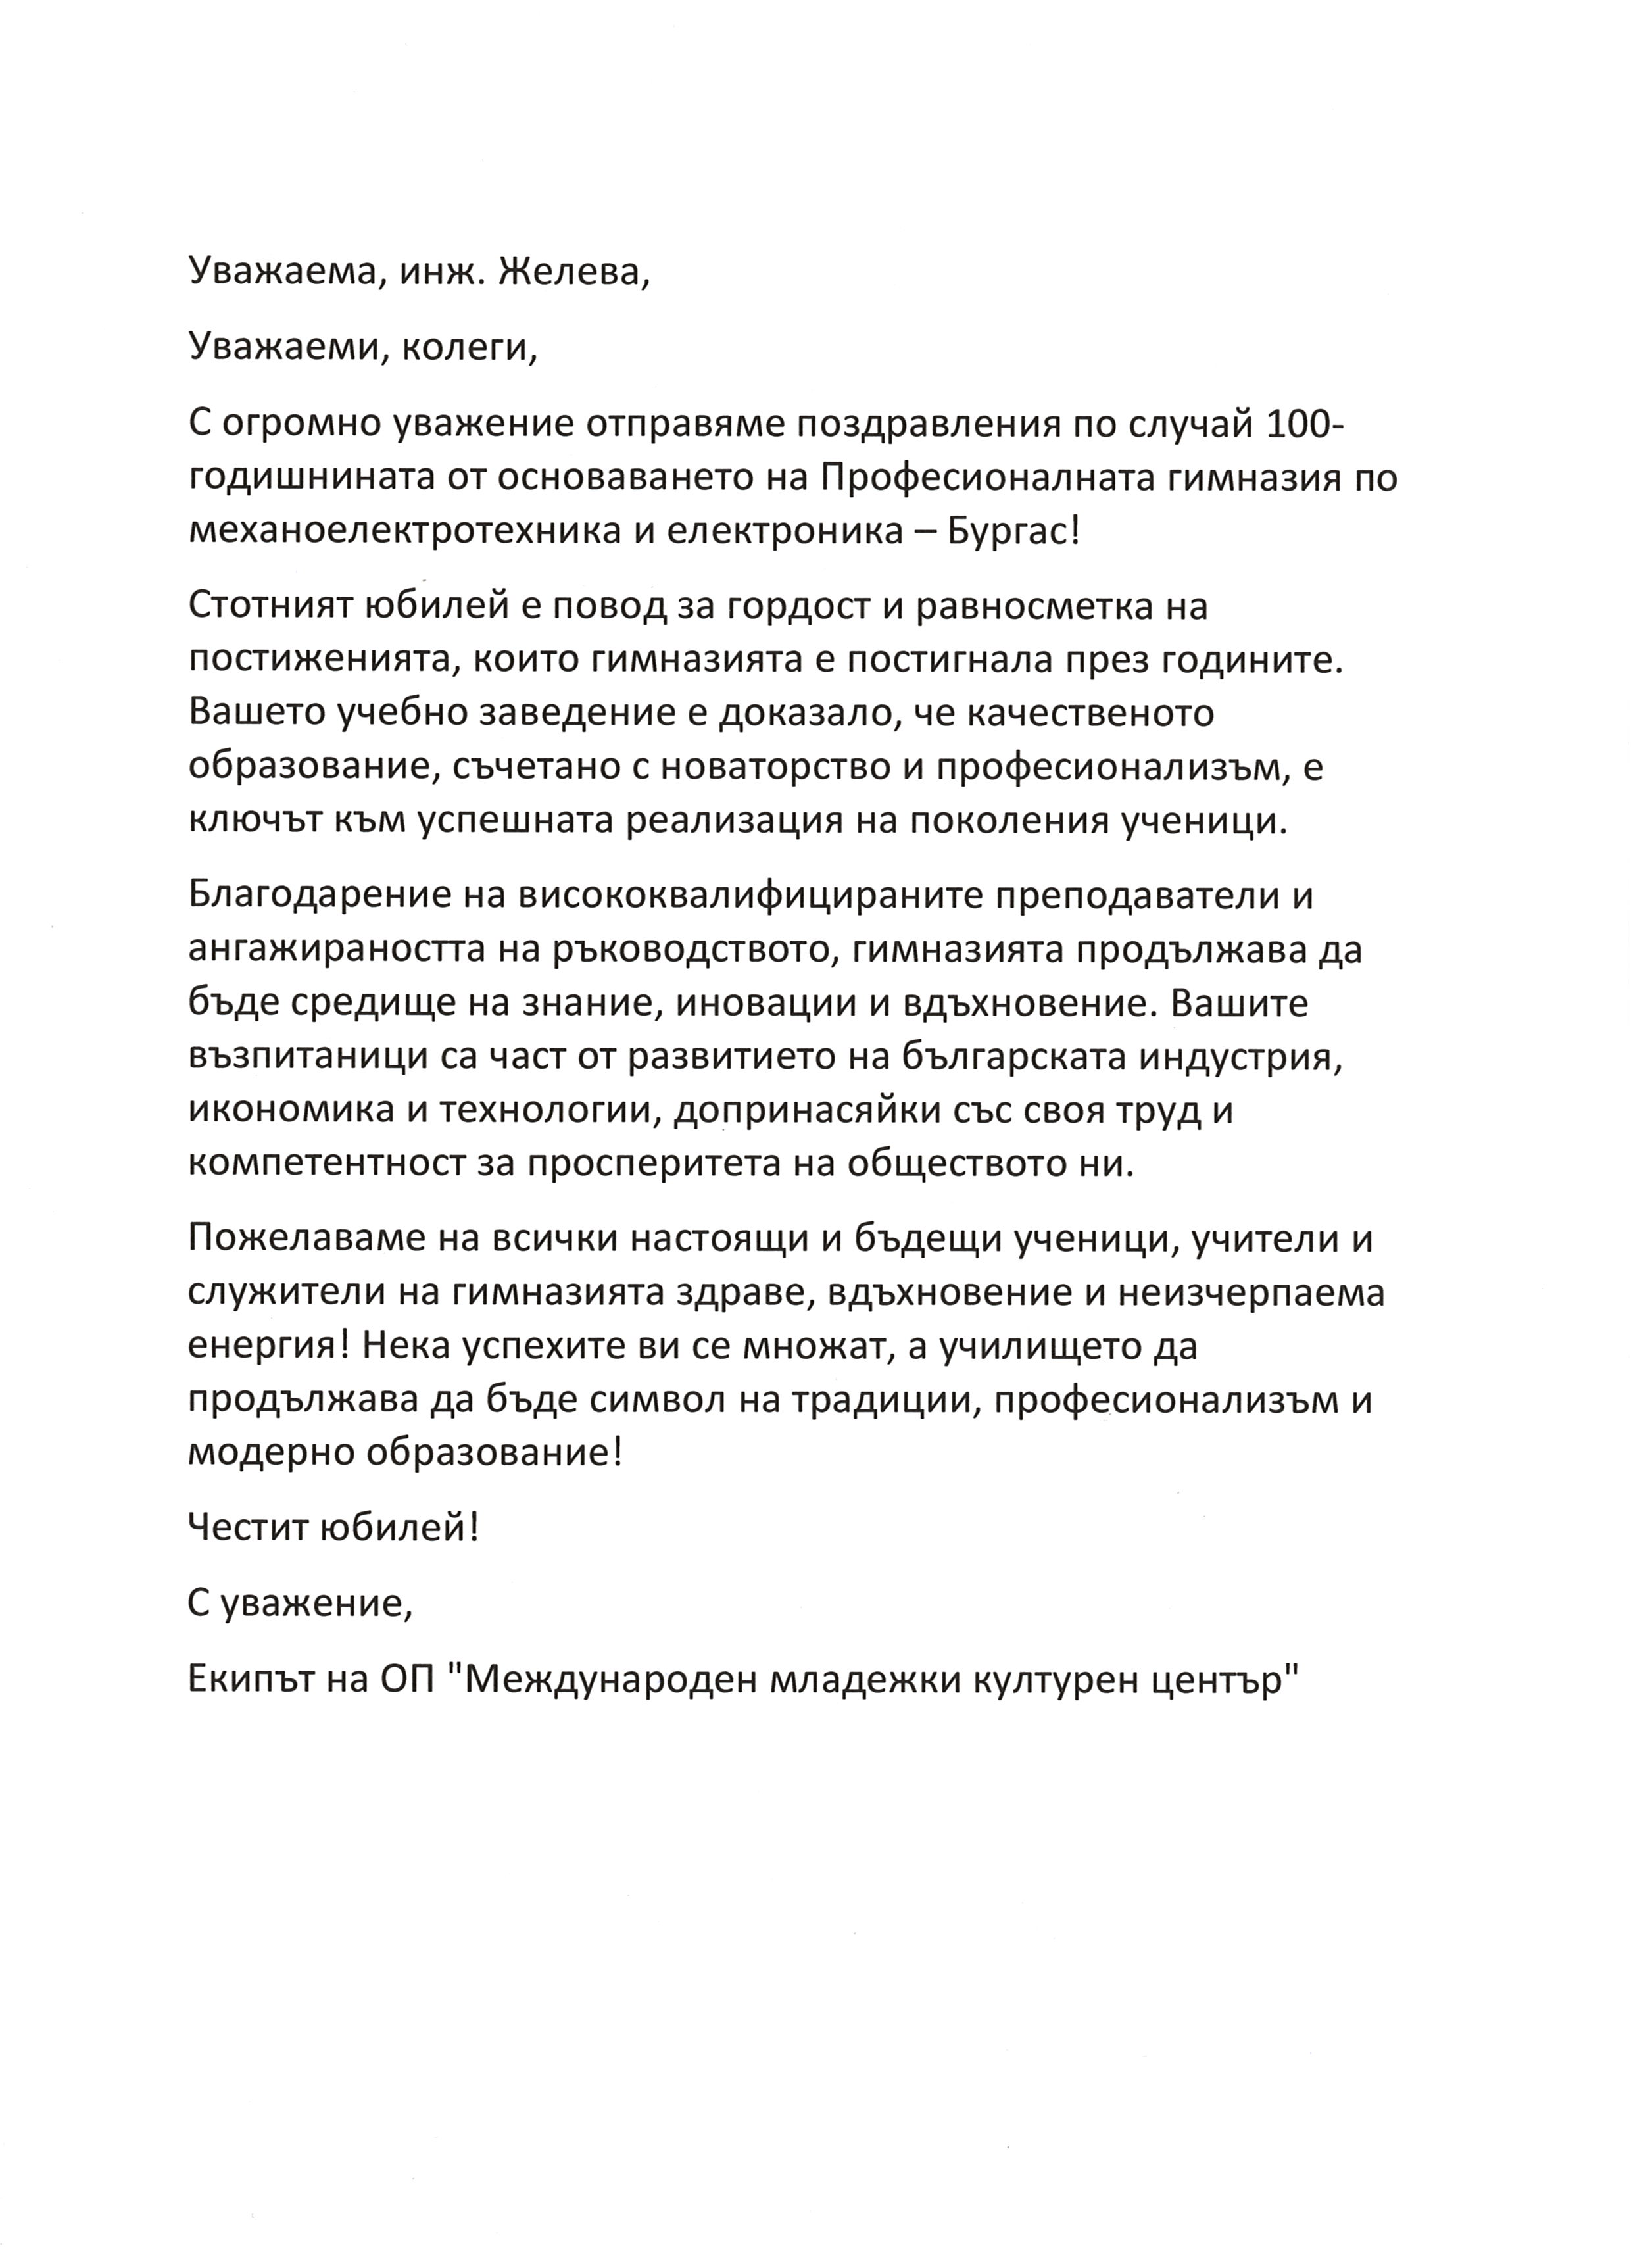 Уважаема, инж. Желева,
Уважаеми, колеги,
С огромно уважение отправяме поздравления по случай 100-
годишнината от основаването на Професионалната гимназия по
механоелектротехника и електроника – Бургас!
Стотният юбилей е повод за гордост и равносметка на
постиженията, които гимназията е постигнала през годините.
Вашето учебно заведение е доказало, че качественото
образование, съчетано с новаторство и професионализъм, е
ключът към успешната реализация на поколения ученици.
Благодарение на висококвалифицираните преподаватели и
ангажираността на ръководството, гимназията продължава да
бъде средище на знание, иновации и вдъхновение. Вашите
възпитаници са част от развитието на българската индустрия,
икономика и технологии, допринасяйки със своя труд и
компетентност за просперитета на обществото ни.
Пожелаваме на всички настоящи и бъдещи ученици, учители и
служители на гимназията здраве, вдъхновение и неизчерпаема
енергия! Нека успехите ви се множат, а училището да
продължава да бъде символ на традиции, професионализъм и
модерно образование!
Честит юбилей!
С уважение,
Екипът на ОП "Международен младежки културен център"